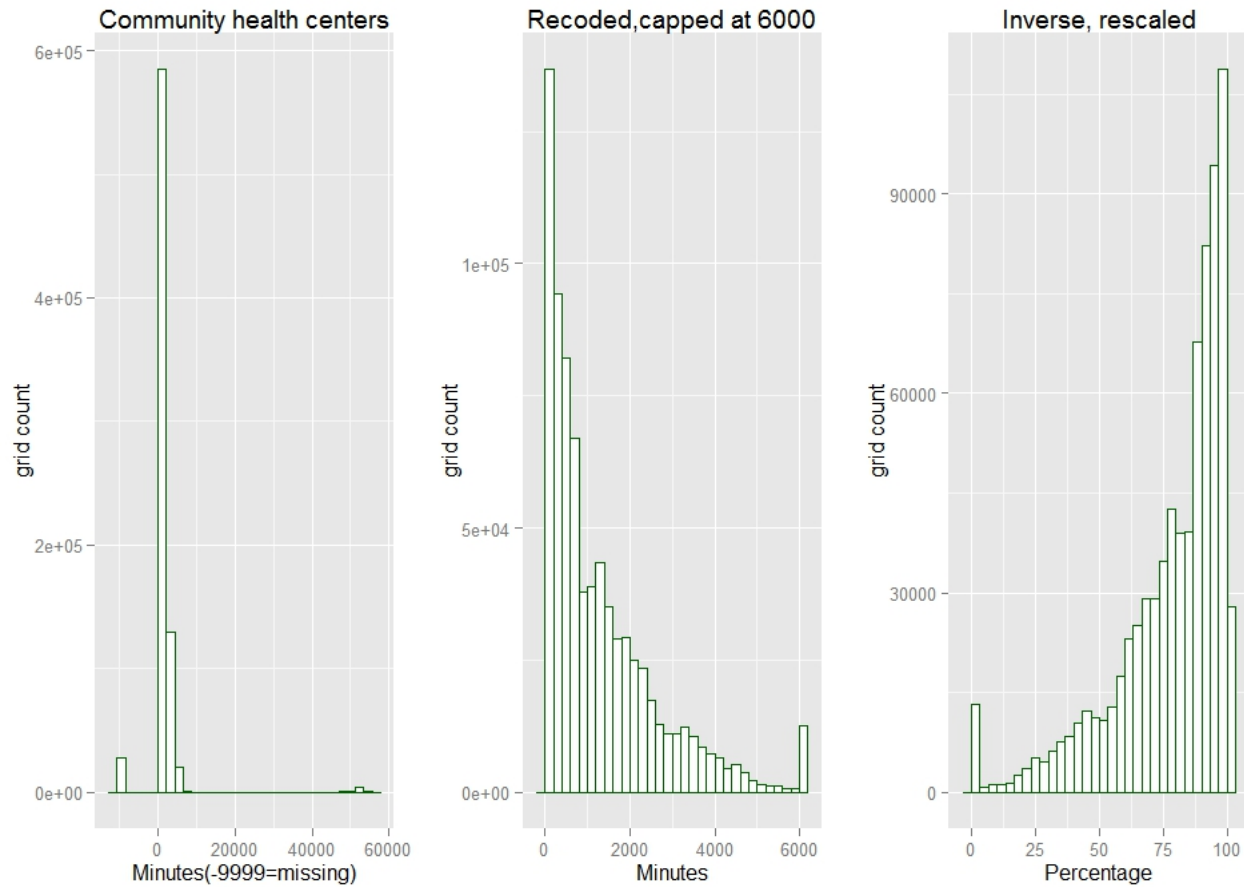 Community health centers
6e+05
4e+05
2e+05
0e+00
grid count
0
20000
40000
60000
Minutes(-9999=missing)
Recoded,capped at 6000
1e+05
5e+04
0e+00
grid count
0
2000
4000
6000
Minutes
Inverse, rescaled
90000
60000
30000
0
grid count
0
25
50
75
100
Percentage